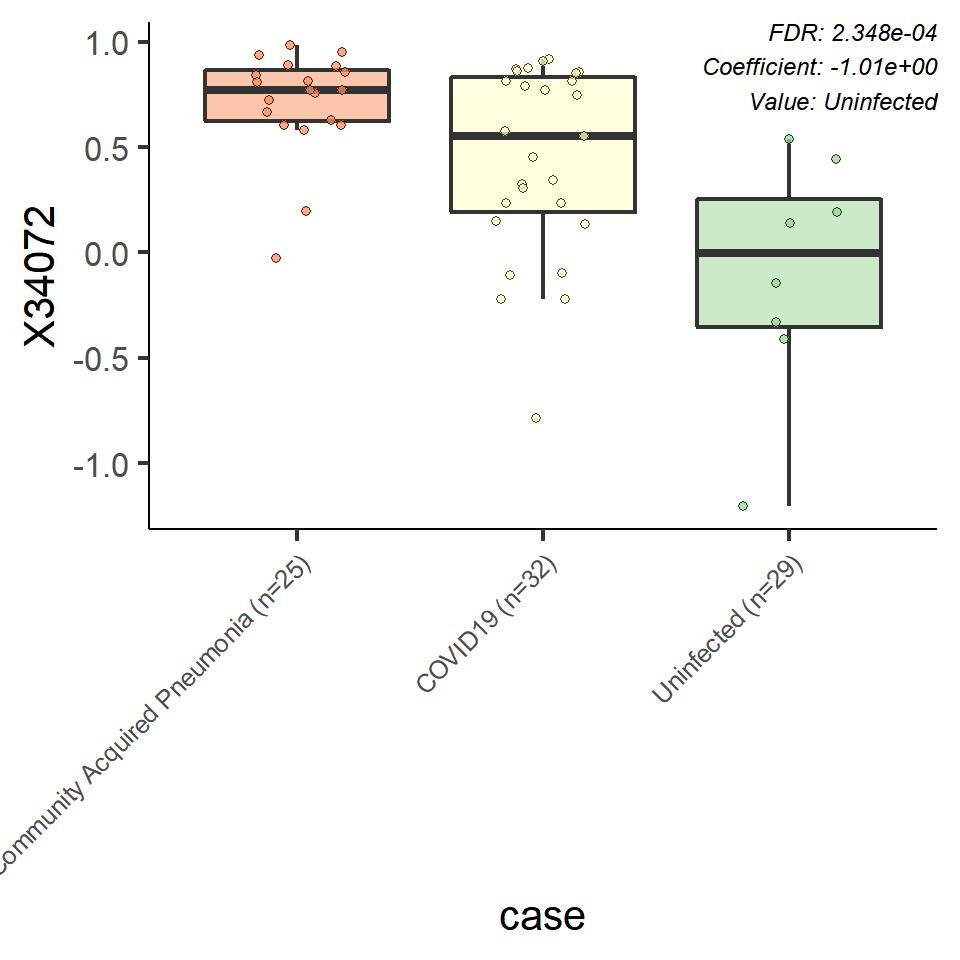 FDR: 2.348e-04
Coefficient: -1.01e+00
Value: Uninfected
1.0
0.5
0.0
-0.5
-1.0
X34072
ommunity Acquired Pneumonia (n=25)
COVID19 (n=32)
Uninfected (n=29)
case